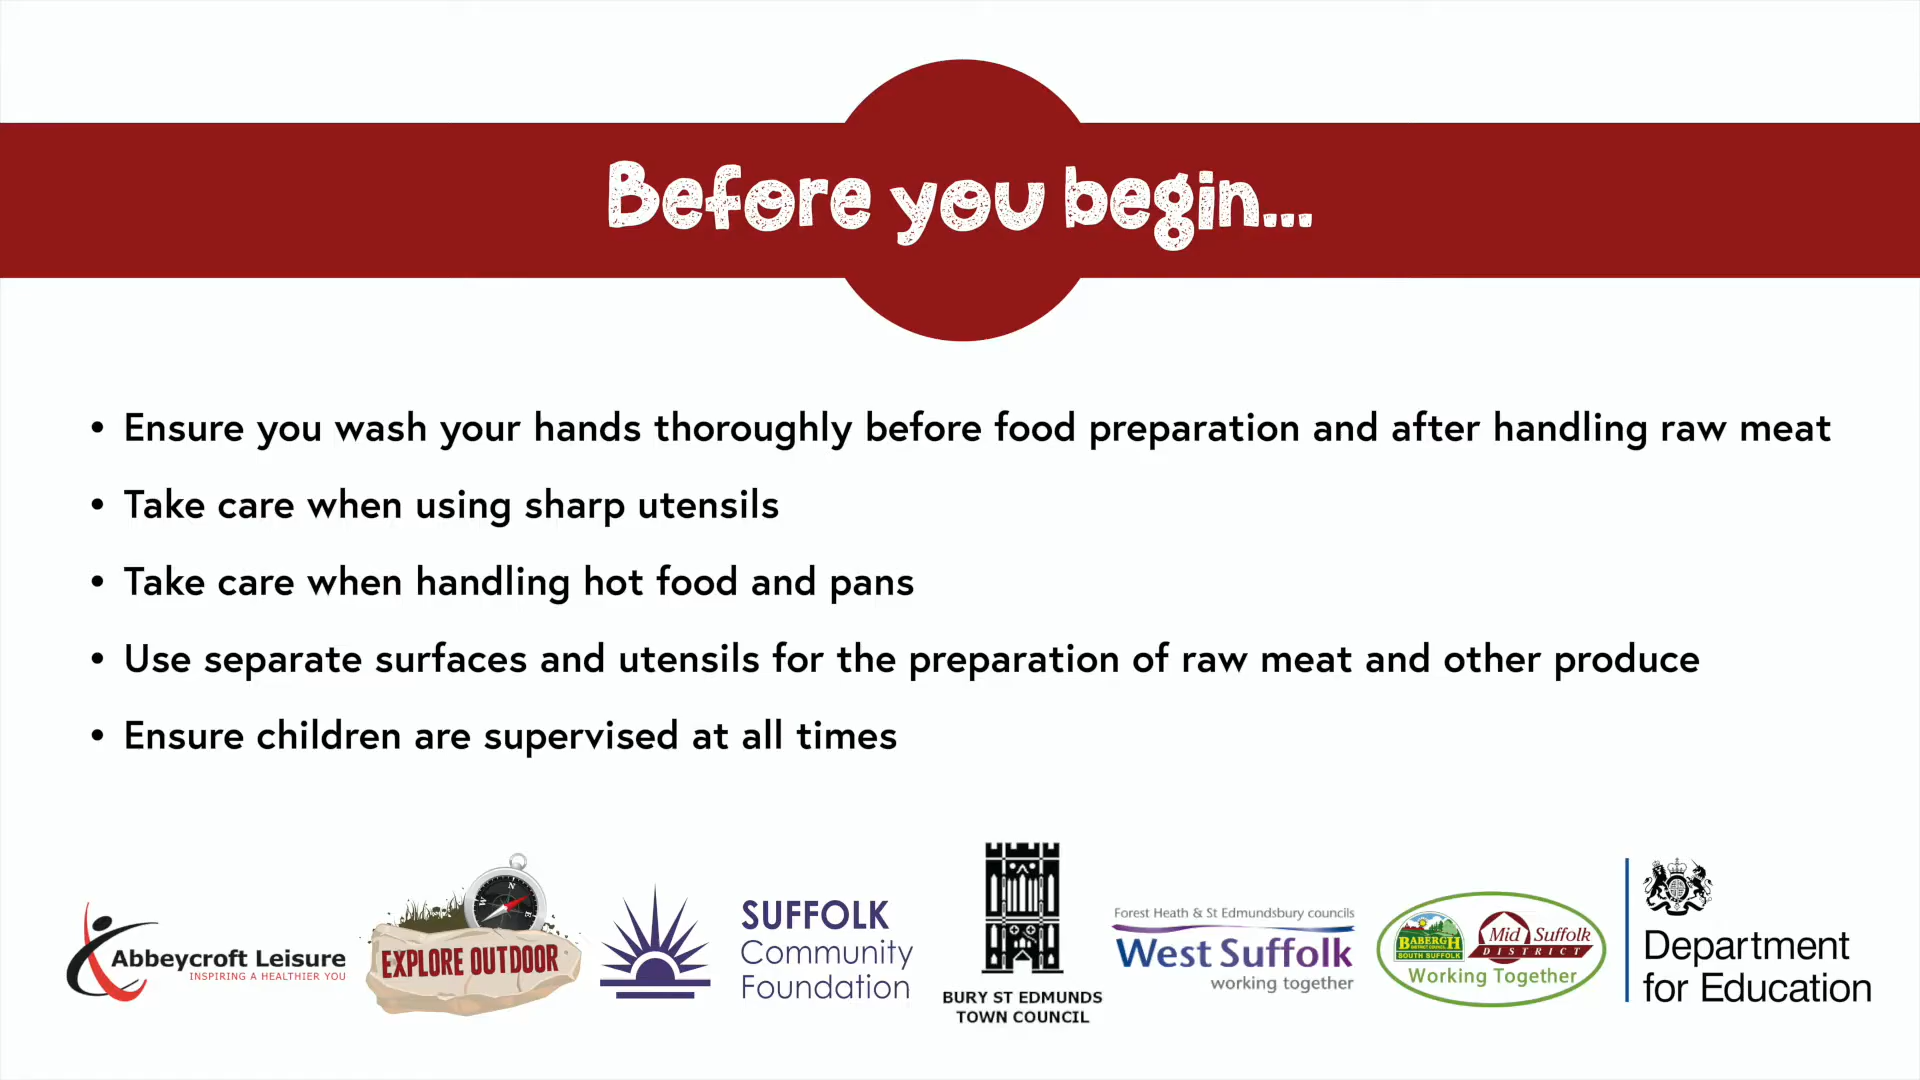 Before you begin...
• Ensure you wash your hands thoroughly before food preparation and after handling raw meat
• Take care when using sharp utensils
• Take care when handling hot food and pans
• Use separate surfaces and utensils for the preparation of raw meat and other produce
• Ensure children are supervised at all times
Abbeycroft Leisure
INSPIRING A HEALTHIER YOU
N
W
E
EXPLORE OUTDOOR
SUFFOLK
Community
Foundation
BURY ST EDMUNDS
TOWN COUNCIL
Forest Heath & St Edmundsbury councils
West Suffolk
working together
BABERGH
DISTRICT COUNCIL
SOUTH SUFFOLK
Mid Suffolk
DISTRICT
Working Together
Department
for Education